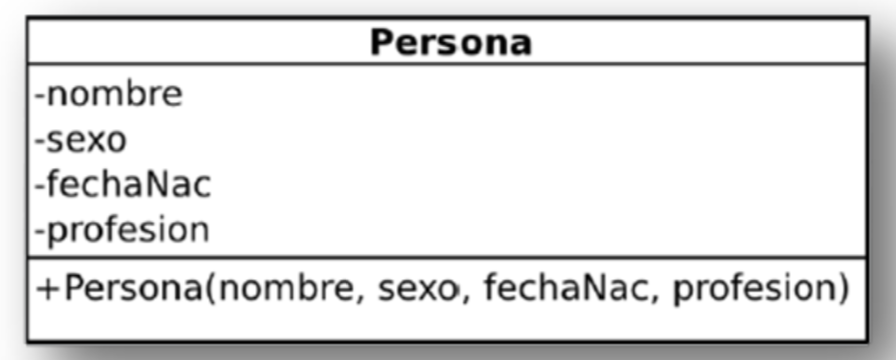 Persona
-nombre
-sexo
-fechaNac
-profesion
+Persona(nombre, sexo, fechaNac, profesion)